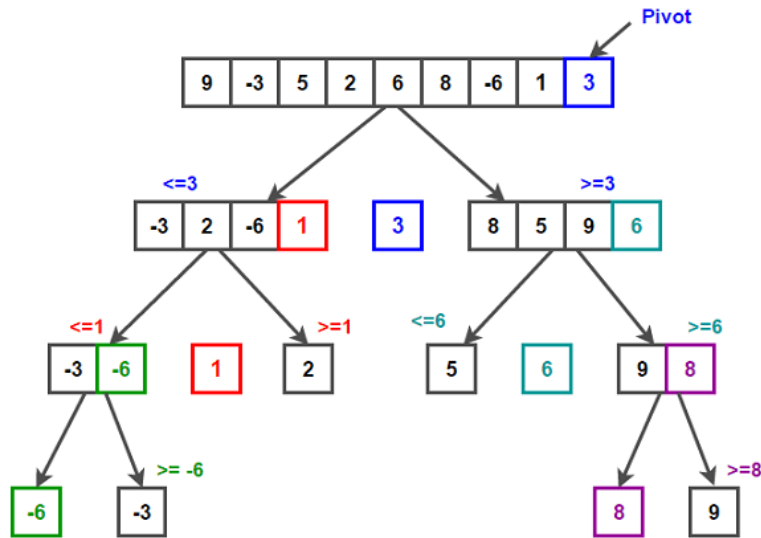 Pivot
9 -3 5 2 6 8 -6 1 3
<=3 >=3
-3 2 -6 1 3 8 5 9 6
<=1 >=1 <=6 >=6
-3 -6 1 2 5 6 9 8
>= -6 >=8
-6 -3 8 9